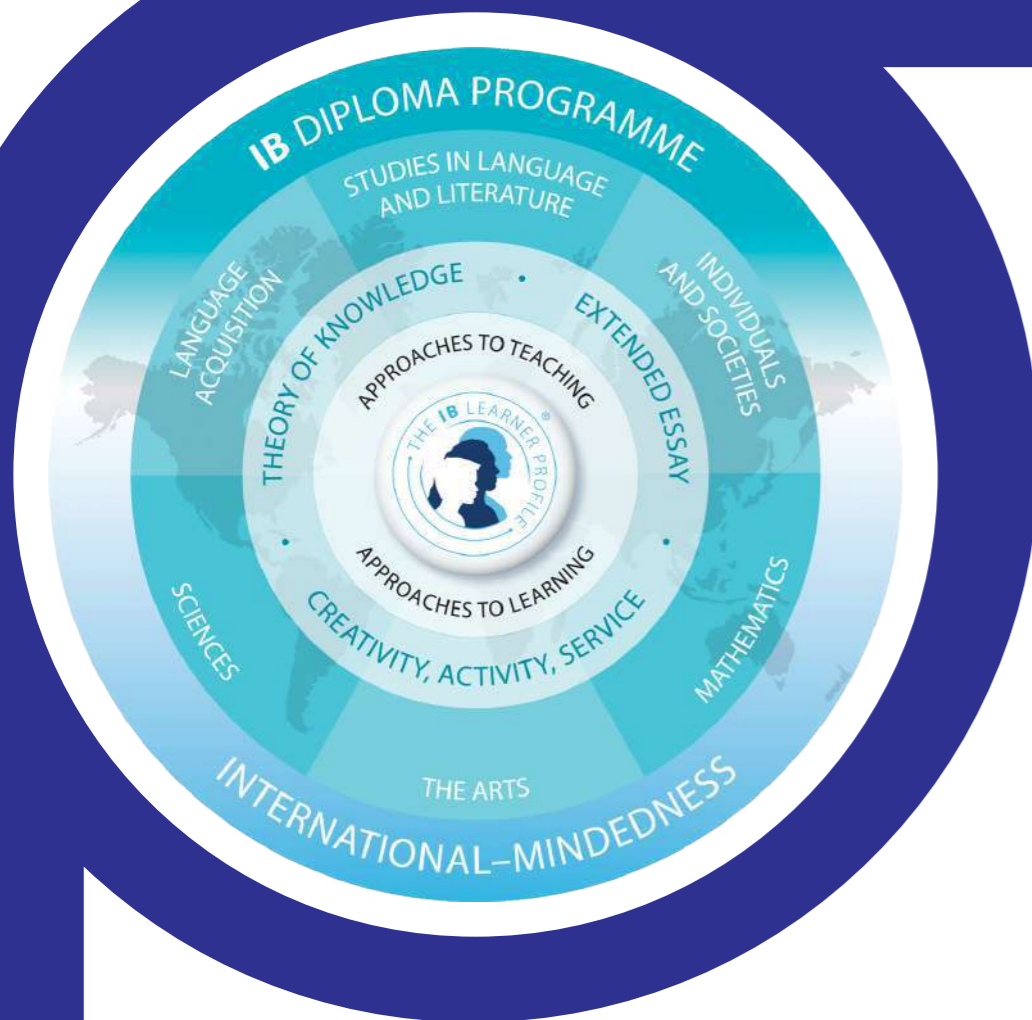 IB DIPLOMA PROGRAMME
STUDIES IN LANGUAGE
AND LITERATURE
LANGUAGE
ACQUISITION
INDIVIDUALS
AND SOCIETIES
THEORY OF KNOWLEDGE
•
EXTENDED ESSAY
APPROACHES TO TEACHING
THE IB LEARNER PROFILE ®
APPROACHES TO LEARNING
•
CREATIVITY, ACTIVITY, SERVICE
•
SCIENCES
MATHEMATICS
THE ARTS
INTERNATIONAL–MINDEDNESS